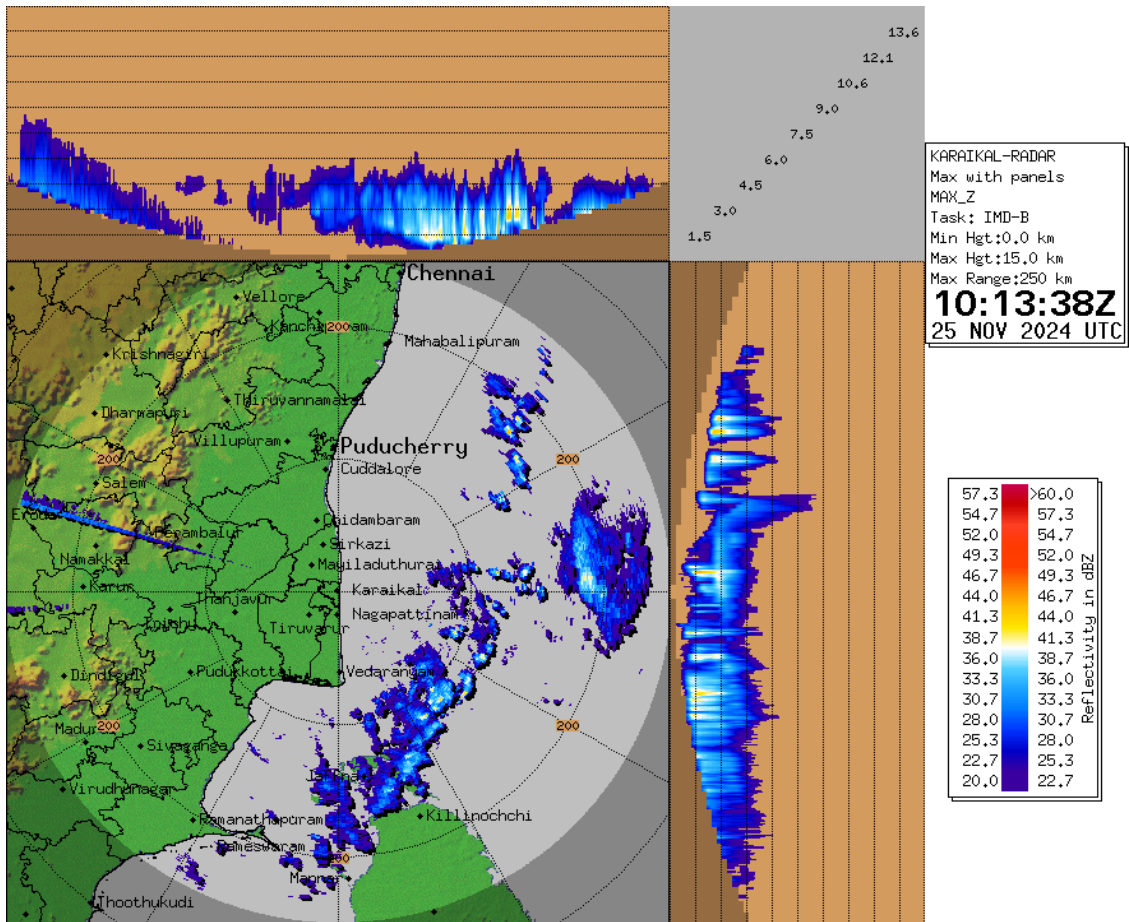 13.6
12.1
10.6
9.0
7.5
6.0
4.5
3.0
1.5
KARAIKAL-RADAR
Max with panels
MAX_Z
Task: IMD-B
Min Hgt:0.0 km
Max Hgt:15.0 km
Max Range:250 km
10:13:38Z
25 NOV 2024 UTC
Chennai
Vellore
200
Mahabalipuram
Krishnagiri
Thiruvannamalai
Dharmapuri
Villupuram
Puducherry
200
200
Cuddalore
Salem
Chidambaram
Perambalur
Sirkazi
Namakkal
Mayiladuthurai
Karur
Karaikal
Thanjavur
Nagapattinam
Tiruvarur
Dindigul
Pudukkottai
Vedaranyam
200
200
Sivaganga
Virudhunagar
Ramanathapuram
Killinochchi
Rameswaram
Mannar
Thoothukudi
57.3 >60.0
54.7 57.3
52.0 54.7
49.3 52.0
46.7 49.3
44.0 46.7
41.3 44.0
38.7 41.3
36.0 38.7
33.3 36.0
30.7 33.3
28.0 30.7
25.3 28.0
22.7 25.3
20.0 22.7
Reflectivity in dBZ